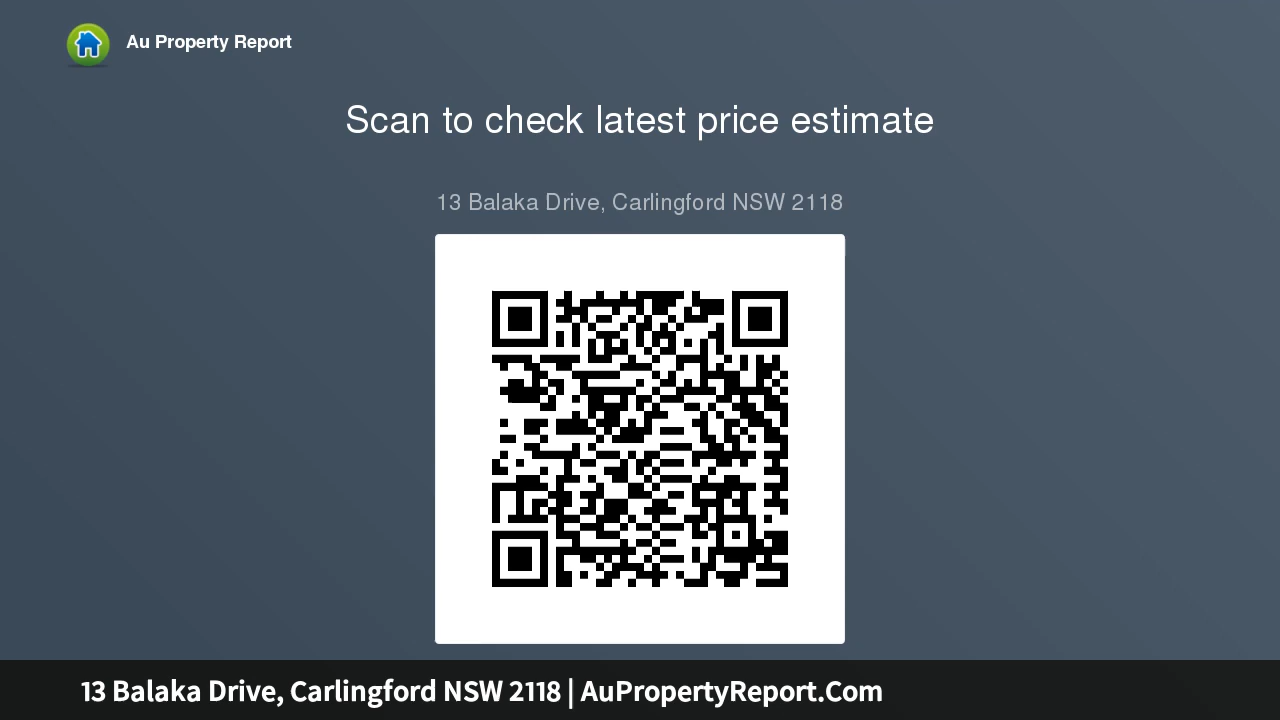 Au Property Report
Scan to check latest price estimate
13 Balaka Drive, Carlingford NSW 2118
13 Balaka Drive, Carlingford NSW 2118 | AuPropertyReport.Com